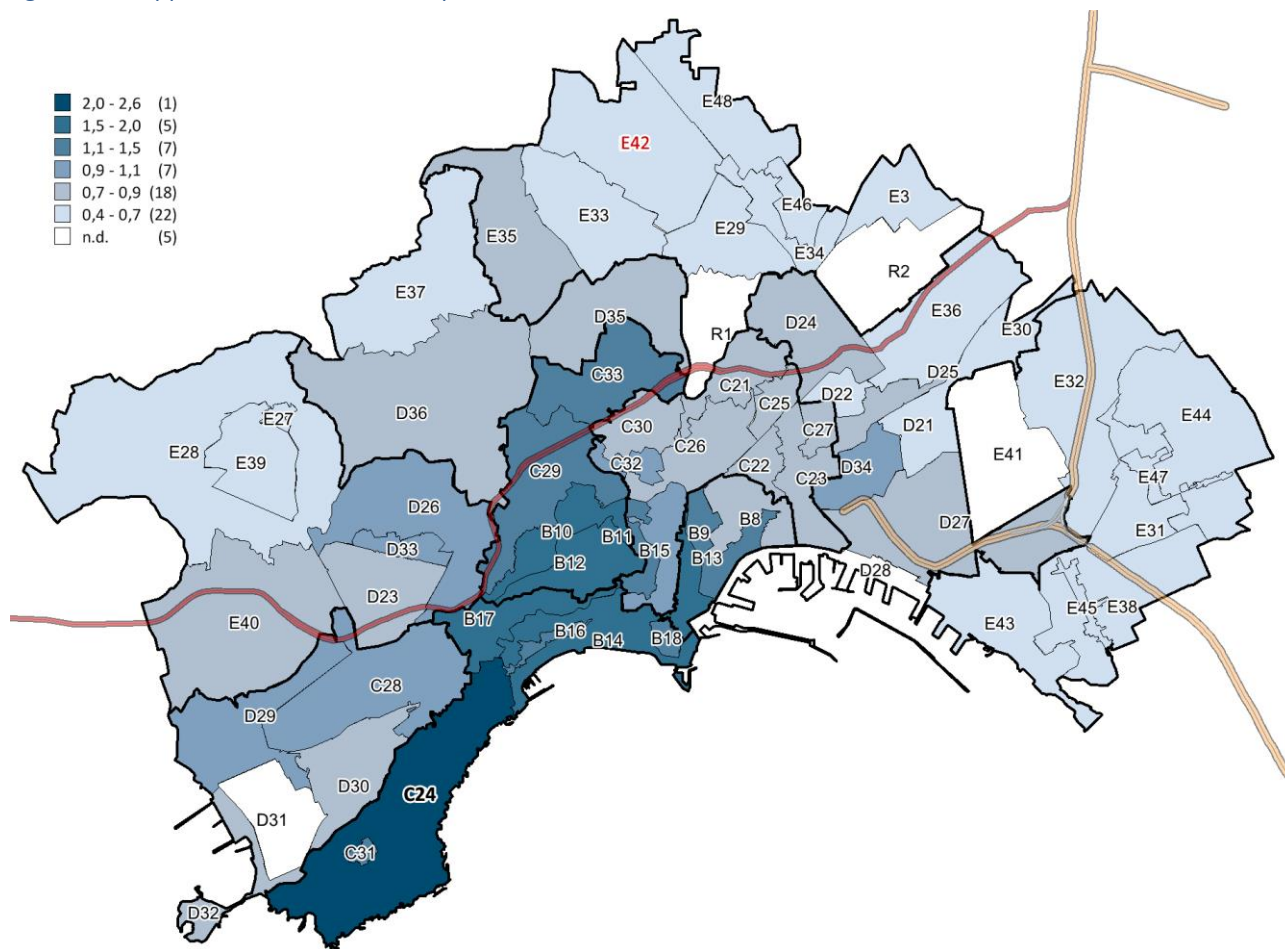 2,0 - 2,6 (1)
1,5 - 2,0 (5)
1,1 - 1,5 (7)
0,9 - 1,1 (7)
0,7 - 0,9 (18)
0,4 - 0,7 (22)
n.d. (5)
E48
E42
E3
E46
E33
E29
E35
E34
R2
E37
D35
R1
D24
E36
E30
C33
E32
D25
C21
D22
E27
D36
C25
E44
E28
C30
C27
D21
E39
C26
E41
C32
C22
D34
C29
C23
E47
D26
B8
D27
B10
B9
B11
E31
D33
B15
B12
B13
D28
D23
E45
E38
E40
B17
E43
B16
B18
B14
C28
D29
D30
C24
D31
C31
D32